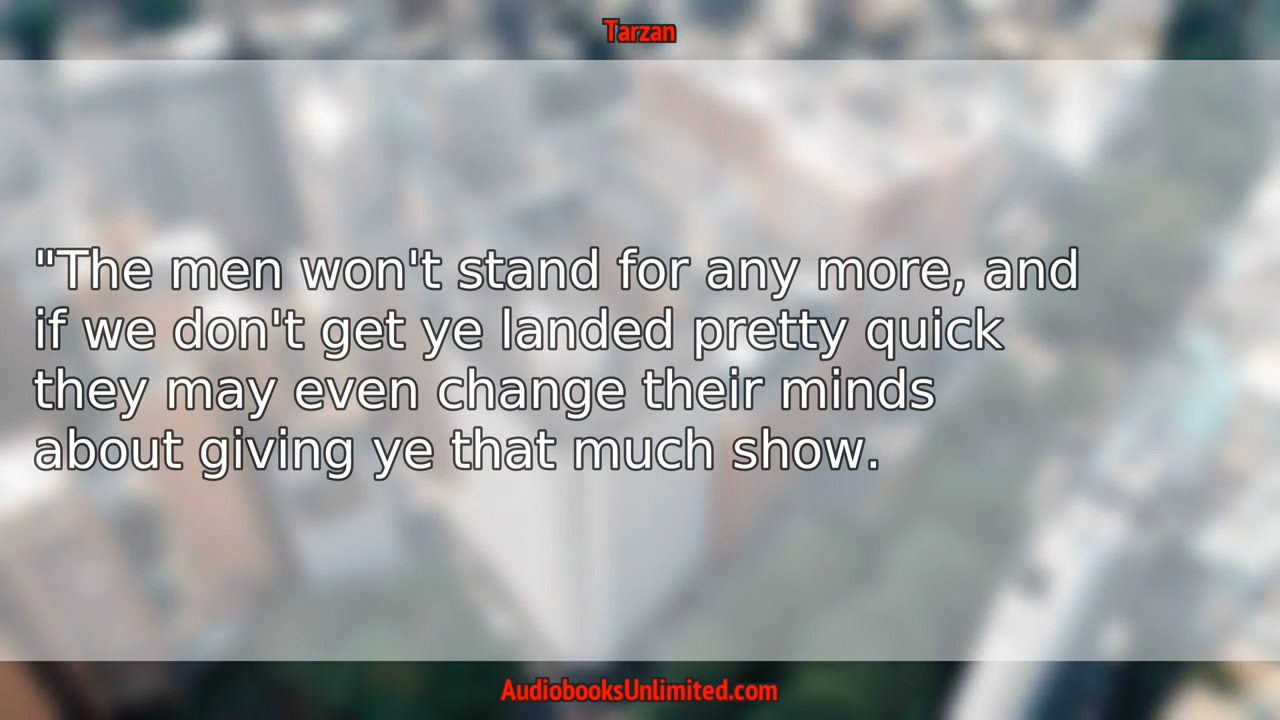 Tarzan
"The men won't stand for any more, and
if we don't get ye landed pretty quick
they may even change their minds
about giving ye that much show.
AudiobooksUnlimited.com